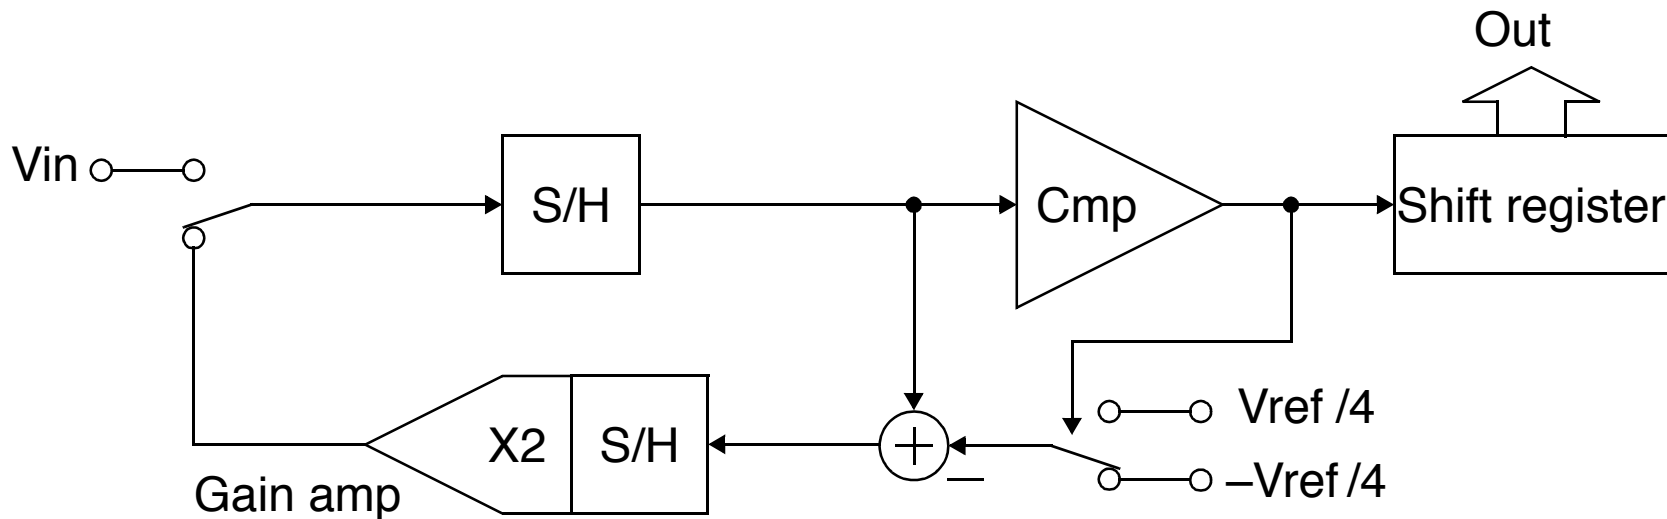 Out
Vin
S/H
Cmp
Shift register
Vref /4
X2
S/H
–Vref /4
Gain amp